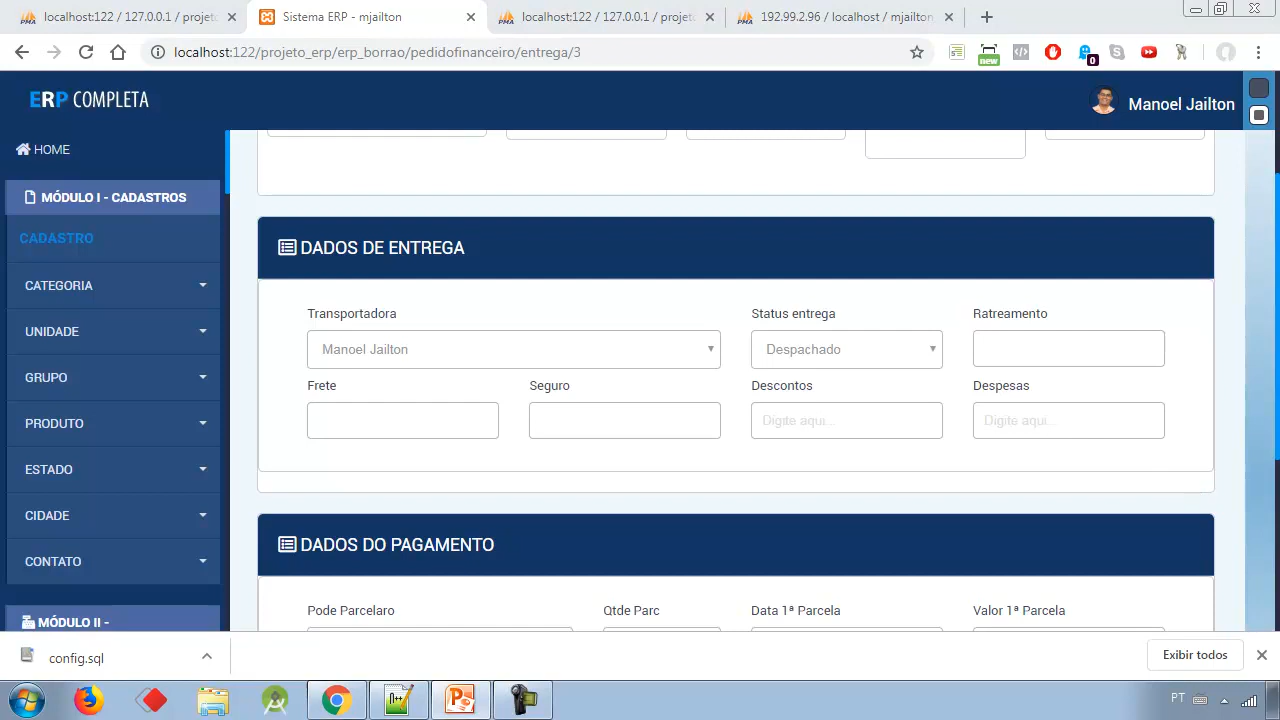 localhost:122 / 127.0.0.1 / projeto
Sistema ERP - mjailton
localhost:122 / 127.0.0.1 / projeto
192.99.2.96 / localhost / mjailton
localhost:122/projeto_erp/erp_borrao/pedidofinanceiro/entrega/3
new
0
ERP COMPLETA
Manoel Jailton
HOME
MÓDULO I - CADASTROS
CADASTRO
CATEGORIA
UNIDADE
GRUPO
PRODUTO
ESTADO
CIDADE
CONTATO
MÓDULO II -
DADOS DE ENTREGA
Transportadora
Status entrega
Ratreamento
Manoel Jailton
Despachado
Frete
Seguro
Descontos
Despesas
Digite aqui...
Digite aqui...
DADOS DO PAGAMENTO
Pode Parcelaro
Qtde Parc
Data 1ª Parcela
Valor 1ª Parcela
config.sql
Exibir todos
PT